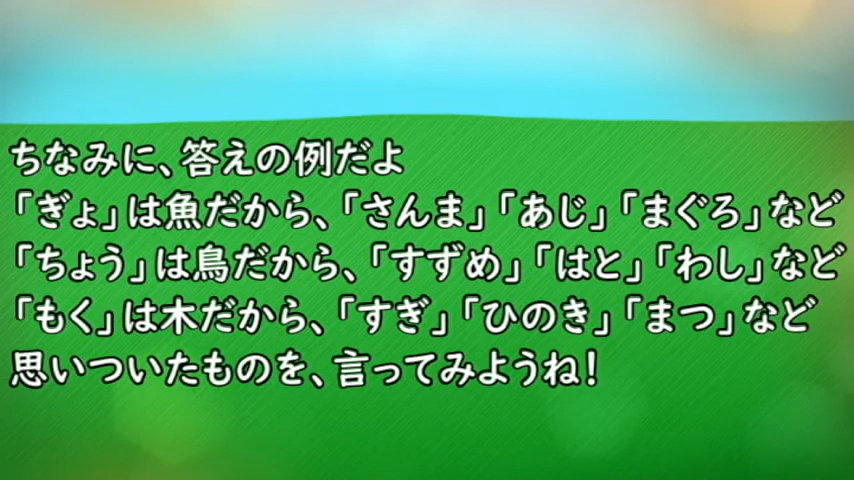 ちなみに、答えの例だよ
「ぎょ」は魚だから、「さんま」「あじ」「まぐろ」など
「ちょう」は鳥だから、「すずめ」「はと」「わし」など
「もく」は木だから、「すぎ」「ひのき」「まつ」など
思いついたものを、言ってみようね！